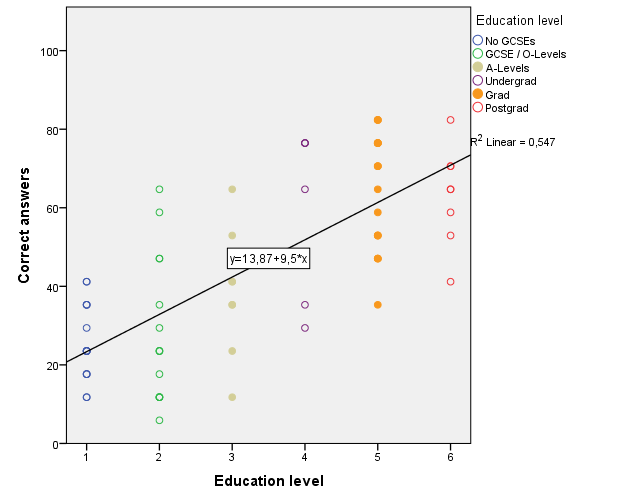 Education level
No GCSEs
GCSE / O-Levels
A-Levels
Undergrad
Grad
Postgrad
R2 Linear = 0,547
Correct answers
100
80
60
40
20
0
y=13,87+9,5*x
1 2 3 4 5 6
Education level